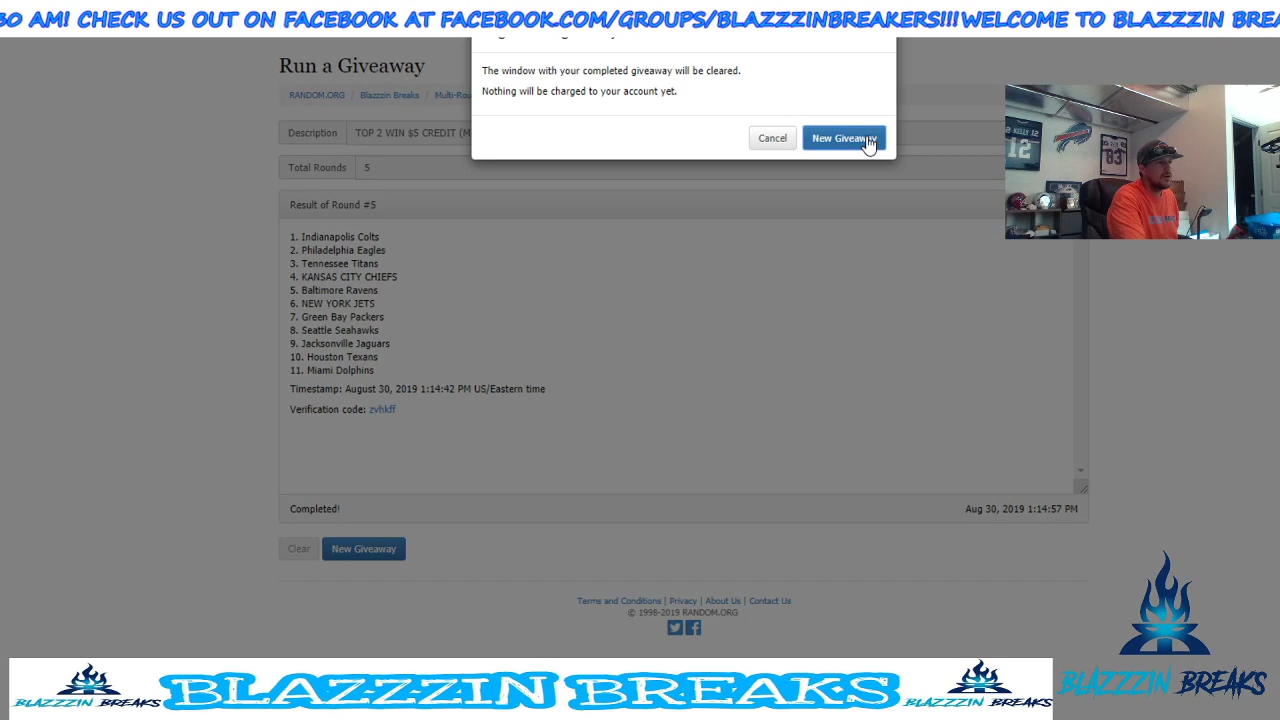 30 AM! CHECK US OUT ON FACEBOOK AT FACEBOOK.COM/GROUPS/BLAZZZINBREAKERS!!!WELCOME TO BLAZZZIN BREA
Run a Giveaway
The window with your completed giveaway will be cleared.
Nothing will be charged to your account yet.
Cancel New Giveaway
RANDOM.ORG / Blazzzin Breaks / Multi-Rou
Description TOP 2 WIN $5 CREDIT (M
Total Rounds 5
Result of Round #5
1. Indianapolis Colts
2. Philadelphia Eagles
3. Tennessee Titans
4. KANSAS CITY CHIEFS
5. Baltimore Ravens
6. NEW YORK JETS
7. Green Bay Packers
8. Seattle Seahawks
9. Jacksonville Jaguars
10. Houston Texans
11. Miami Dolphins
Timestamp: August 30, 2019 1:14:42 PM US/Eastern time
Verification code: zvhkff
Completed! Aug 30, 2019 1:14:57 PM
Clear New Giveaway
Terms and Conditions | Privacy | About Us | Contact Us
© 1998-2019 RANDOM.ORG
2 KELLY 12
12
83
BLAZZZIN BREAKS
BLAZZZIN BREAKS
BLAZZZIN BREAKS
BLAZZZIN BREAKS